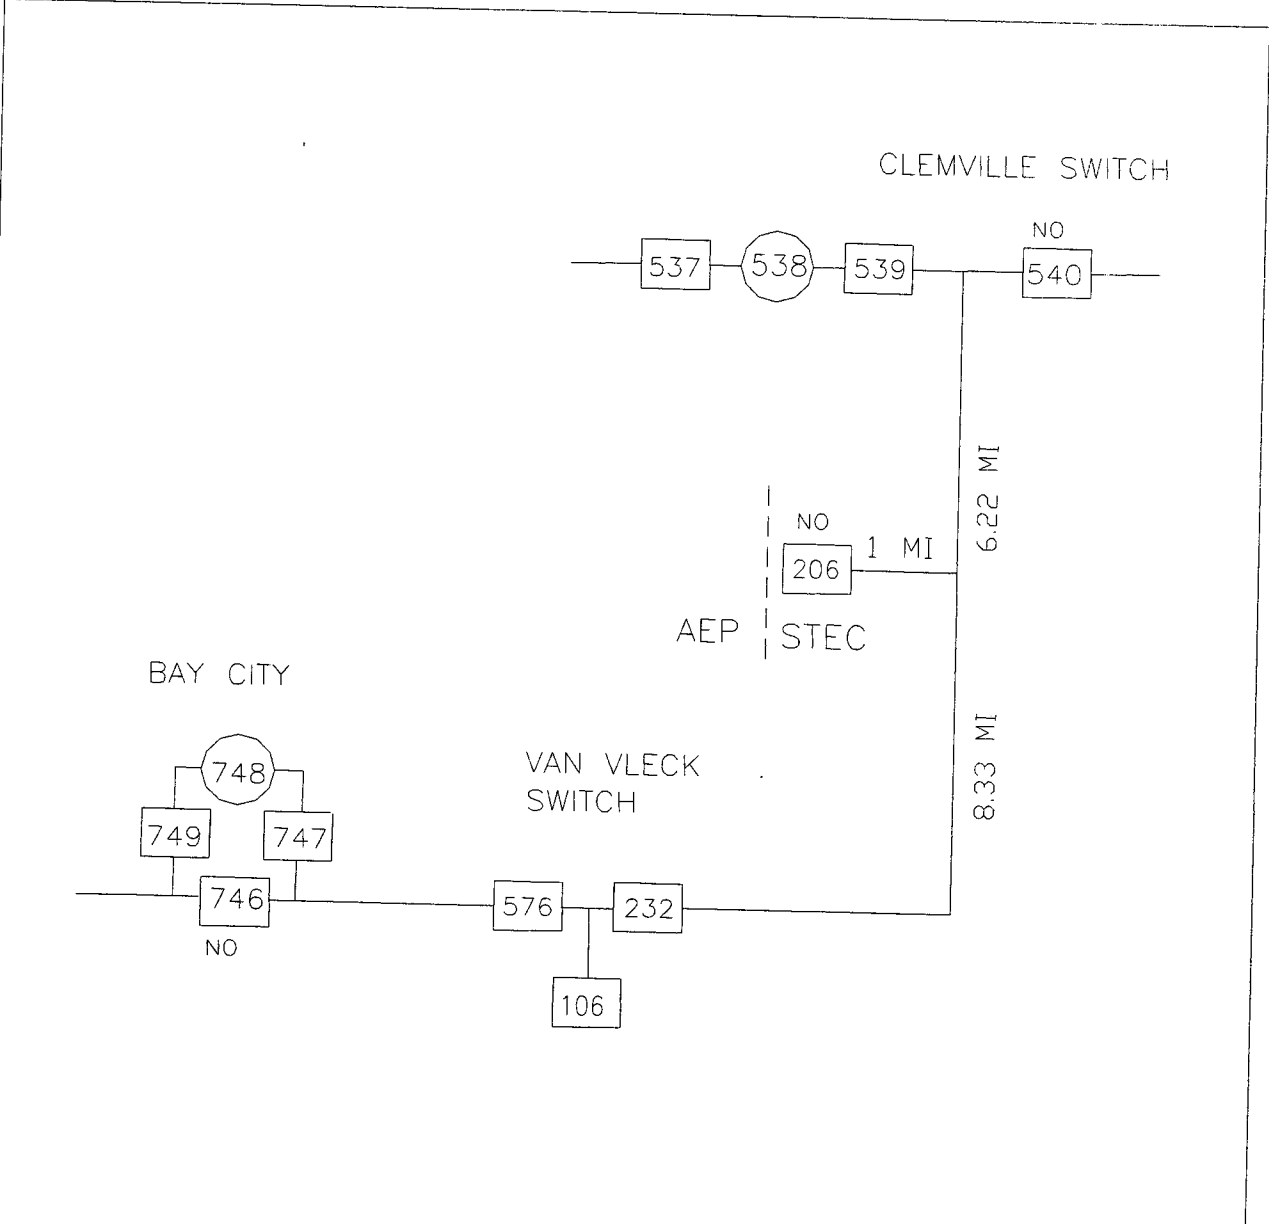 CLEMVILLE SWITCH
NO
537
538
539
540
6.22 MI
NO
1 MI
206
AEP
STEC
BAY CITY
8.33 MI
VAN VLECK
SWITCH
748
749
747
746
576
232
NO
106